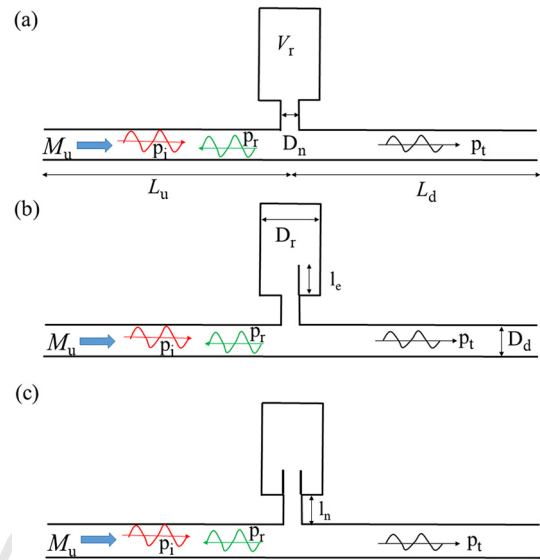 (a)
V_r
M_u p_i p_r D_n p_t
L_u L_d
(b)
D_r
l_e
M_u p_i p_r p_t D_d
(c)
l_n
M_u p_i p_r p_t